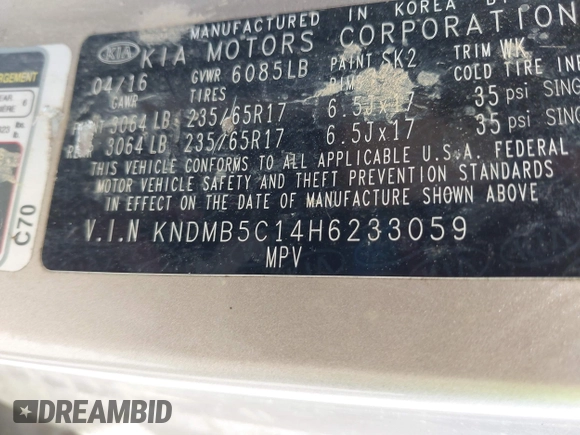 MANUFACTURED IN KOREA BY
KIA KIA MOTORS CORPORATION
04/16 GVWR 6085LB PAINT SK2 TRIM WK
GAWR TIRES COLD TIRE
3064 LB 235/65R17 6.5Jx17 35 psi SING
3064 LB 235/65R17 6.5Jx17 35 psi SING
THIS VEHICLE CONFORMS TO ALL APPLICABLE U.S.A. FEDERAL
MOTOR VEHICLE SAFETY AND THEFT PREVENTION STANDARDS
IN EFFECT ON THE DATE OF MANUFACTURE SHOWN ABOVE.
V.I.N KNDMB5C14H6233059
MPV
C70
DREAMBID